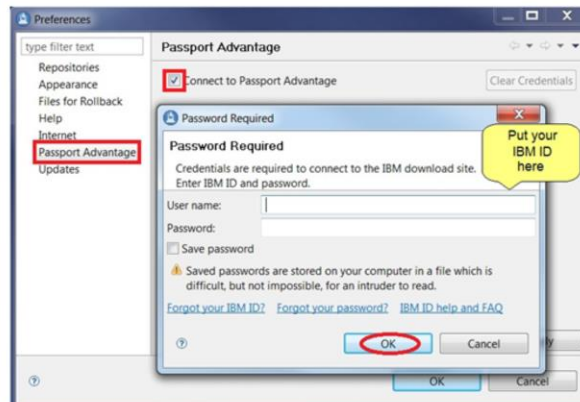 Preferences
type filter text
Repositories
Appearance
Files for Rollback
Help
Internet
Passport Advantage
Updates
Passport Advantage
Connect to Passport Advantage
Clear Credentials
Password Required
Password Required
Credentials are required to connect to the IBM download site.
Enter IBM ID and password.
Put your
IBM ID
here
User name:
Password:
Save password
Saved passwords are stored on your computer in a file which is
difficult, but not impossible, for an intruder to read.
Forgot your IBM ID? Forgot your password? IBM ID help and FAQ
OK Cancel
OK Cancel